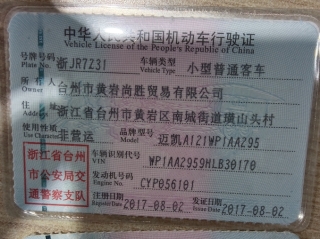 中华人民共和国机动车行驶证
Vehicle License of the People's Republic of China
号牌号码 Plate No. 浙JR7Z31 车辆类型 Vehicle Type 小型普通客车
所有人 Owner 台州市黄岩尚胜贸易有限公司
住址 浙江省台州市黄岩区南城街道璜山头村
使用性质 非营运 品牌型号 Model 迈凯A121WP1AA295
浙江省台州市公安局交通警察支队
车辆识别代号 VIN WP1AA2959HLB30170
发动机号码 Engine No. CYP056101
注册日期 Register Date 2017-08-02 发证日期 Issue Date 2017-08-02